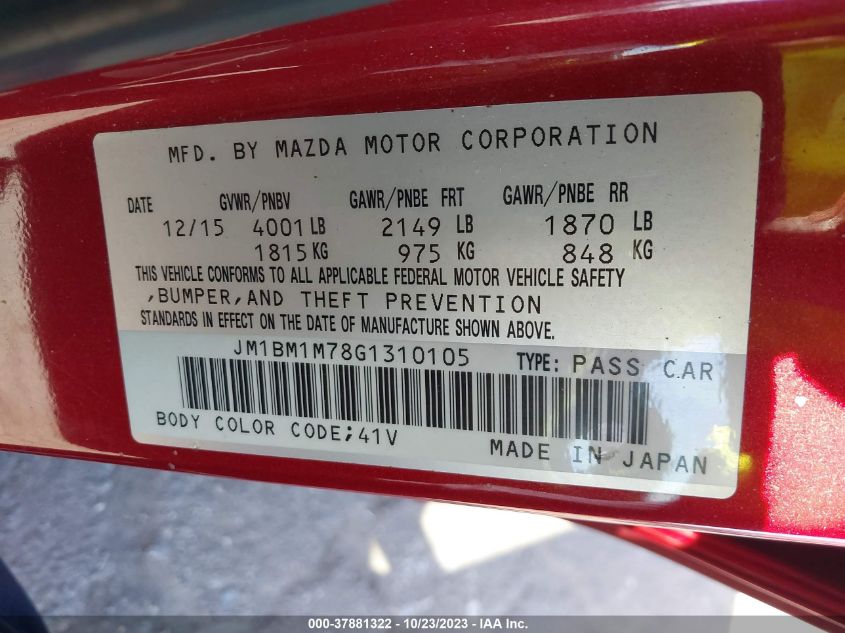 MFD. BY MAZDA MOTOR CORPORATION
DATE GVWR/PNBV GAWR/PNBE FRT GAWR/PNBE RR
12/15 4001 LB 2149 LB 1870 LB
1815 KG 975 KG 848 KG
THIS VEHICLE CONFORMS TO ALL APPLICABLE FEDERAL MOTOR VEHICLE SAFETY
,BUMPER,AND THEFT PREVENTION
STANDARDS IN EFFECT ON THE DATE OF MANUFACTURE SHOWN ABOVE.
JM1BM1M78G1310105 TYPE: PASS CAR
BODY COLOR CODE;41V
MADE IN JAPAN
000-37881322 - 10/23/2023 - © IAA Inc.